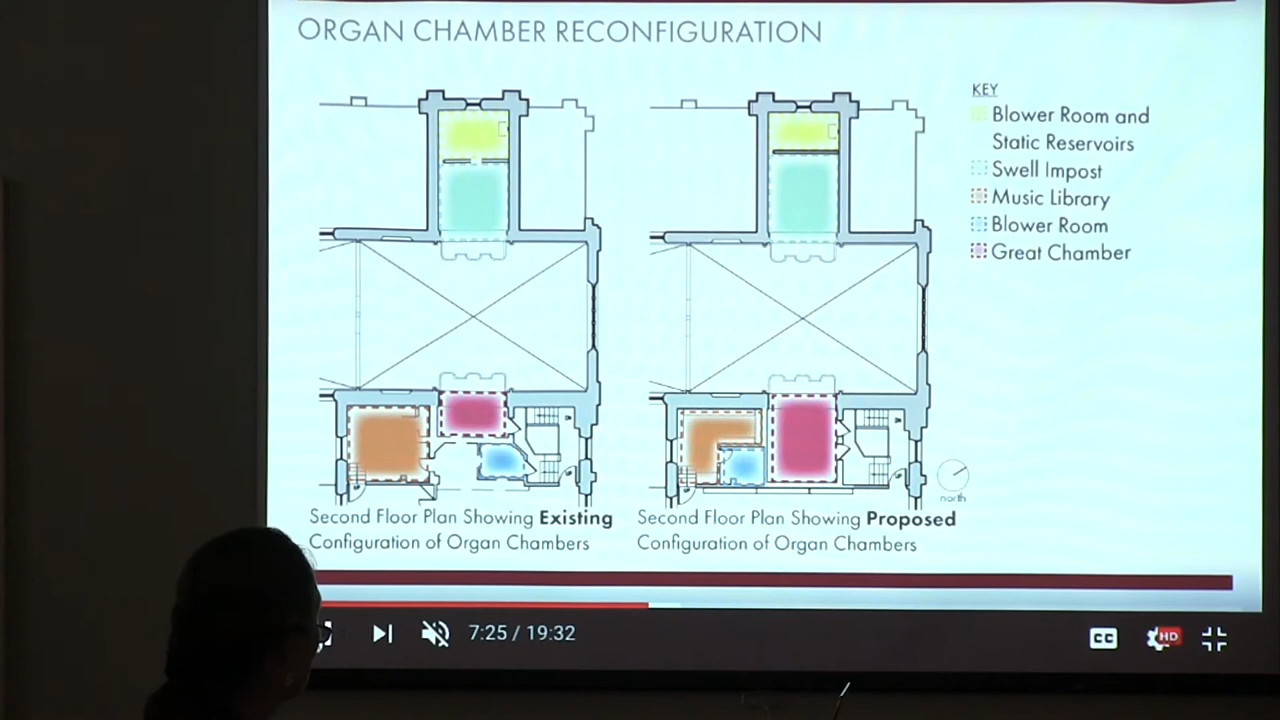 ORGAN CHAMBER RECONFIGURATION
KEY
Blower Room and
Static Reservoirs
Swell Impost
Music Library
Blower Room
Great Chamber
north
Second Floor Plan Showing Existing
Configuration of Organ Chambers
Second Floor Plan Showing Proposed
Configuration of Organ Chambers
7:25 / 19:32
CC
HD